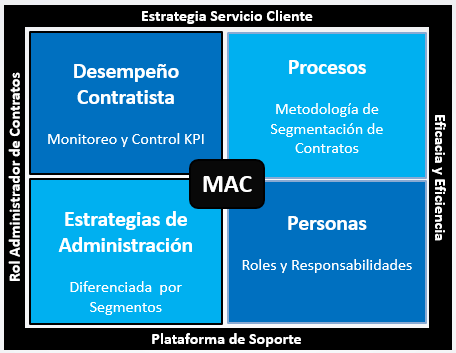 Estrategia Servicio Cliente
Rol Administrador de Contratos
Desempeño
Contratista
Monitoreo y Control KPI
Procesos
Metodología de
Segmentación de
Contratos
MAC
Estrategias de
Administración
Diferenciada por
Segmentos
Personas
Roles y Responsabilidades
Eficacia y Eficiencia
Plataforma de Soporte